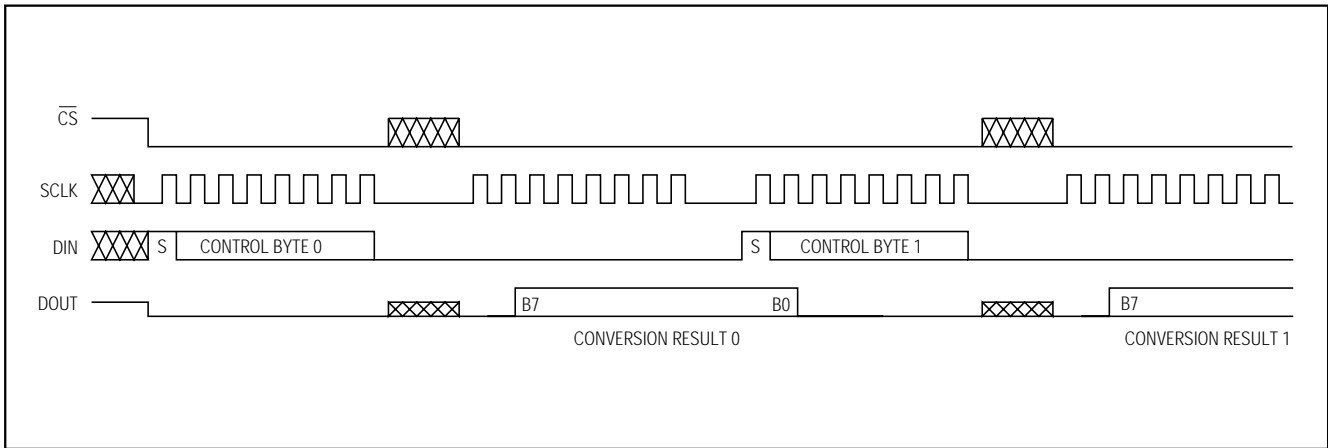 CS
SCLK
DIN S CONTROL BYTE 0 S CONTROL BYTE 1
DOUT B7 B0 B7
CONVERSION RESULT 0 CONVERSION RESULT 1